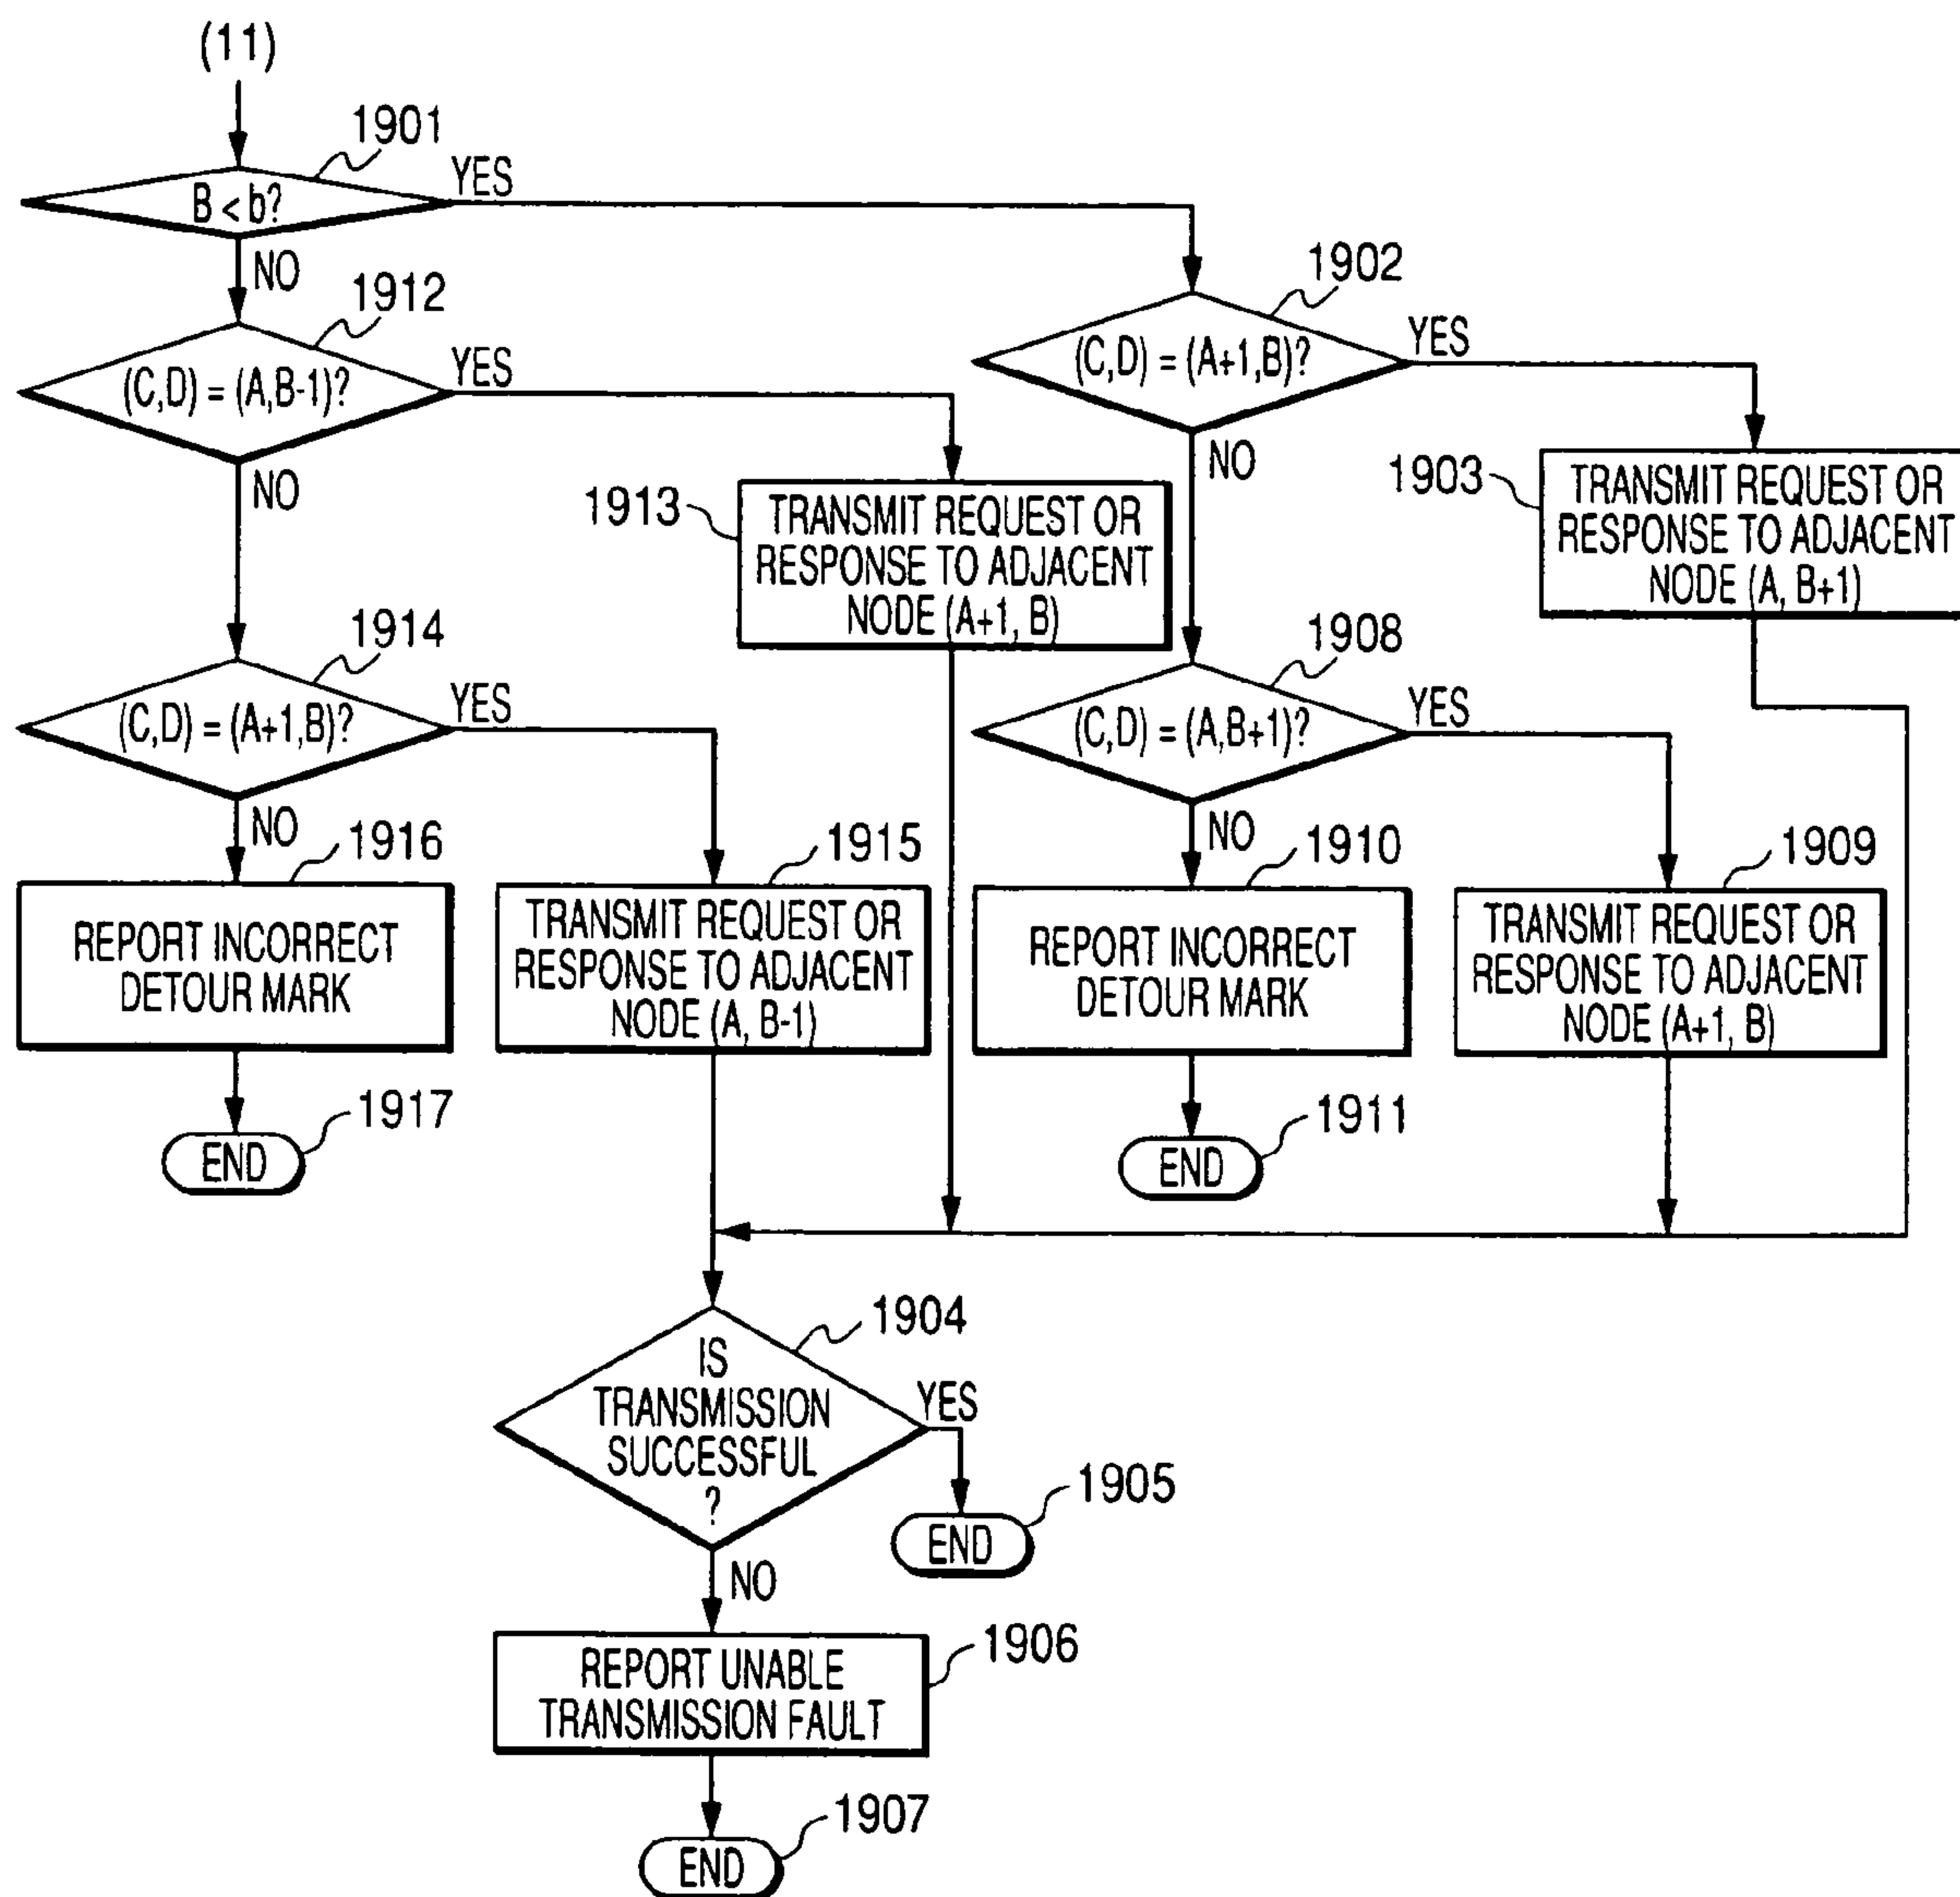 (11)
1901
B < b?
YES
NO
1912
(C,D) = (A,B-1)?
YES
NO
1902
(C,D) = (A+1,B)?
YES
NO
1903
TRANSMIT REQUEST OR
RESPONSE TO ADJACENT
NODE (A, B+1)
1913
TRANSMIT REQUEST OR
RESPONSE TO ADJACENT
NODE (A+1, B)
1914
(C,D) = (A+1,B)?
YES
NO
1908
(C,D) = (A,B+1)?
YES
NO
1916
REPORT INCORRECT
DETOUR MARK
1915
TRANSMIT REQUEST OR
RESPONSE TO ADJACENT
NODE (A, B-1)
1910
REPORT INCORRECT
DETOUR MARK
1909
TRANSMIT REQUEST OR
RESPONSE TO ADJACENT
NODE (A+1, B)
1917
END
1911
END
1904
IS
TRANSMISSION
SUCCESSFUL
?
YES
NO
1905
END
1906
REPORT UNABLE
TRANSMISSION FAULT
1907
END